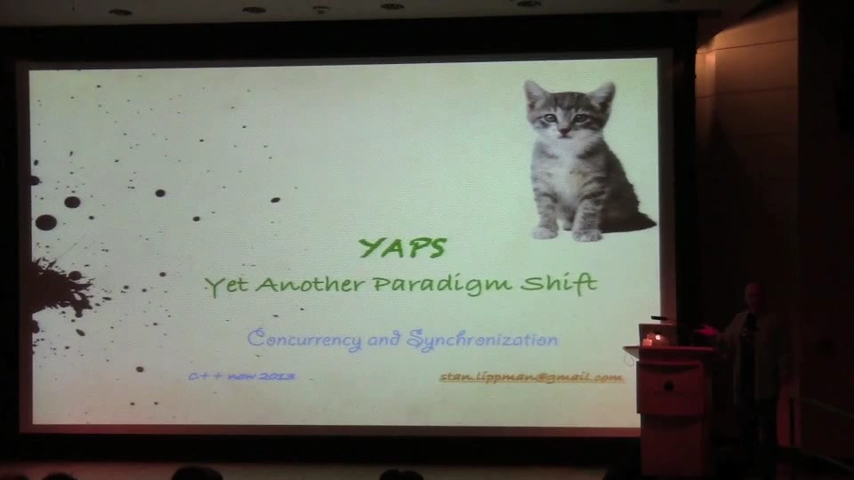 YAPS
Yet Another Paradigm Shift
Concurrency and Synchronization
C++ now 2013
stan.lippman@gmail.com